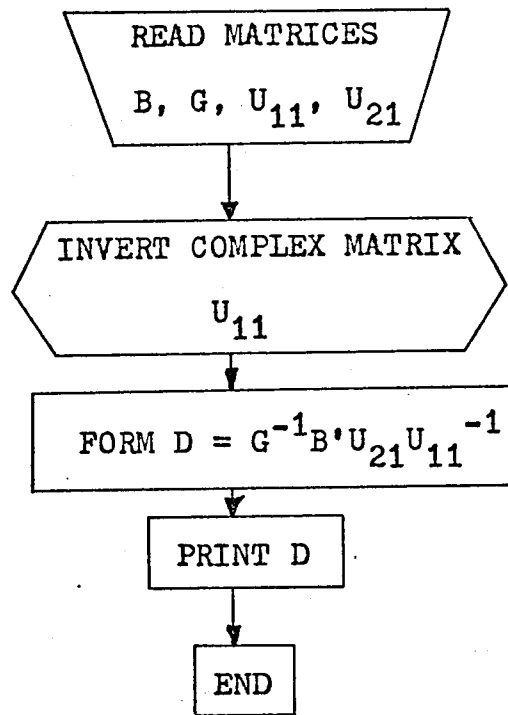 READ MATRICES
B, G, U₁₁, U₂₁
INVERT COMPLEX MATRIX
U₁₁
FORM D = G⁻¹B'U₂₁U₁₁⁻¹
PRINT D
END